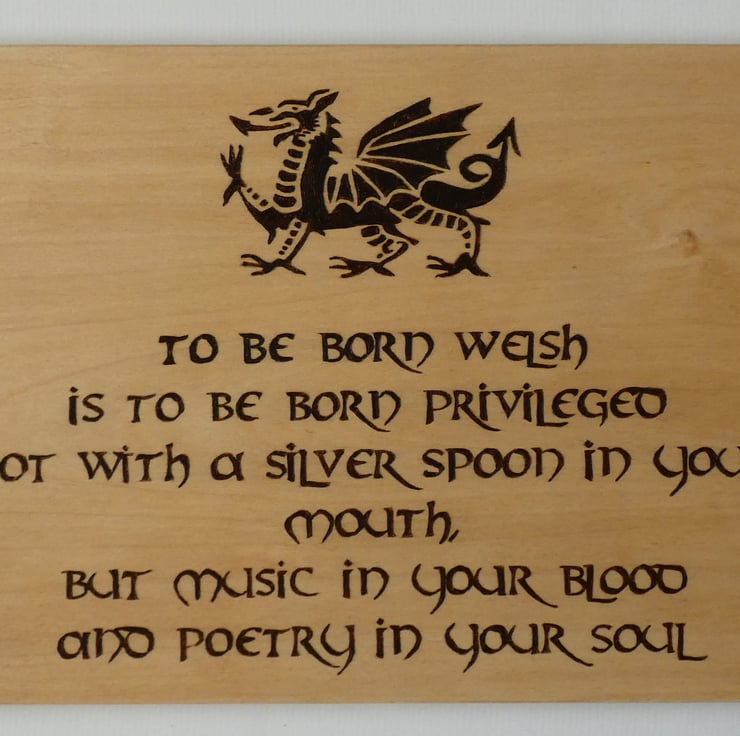 TO BE BORN WELSH
IS TO BE BORN PRIVILEGED
OT WITH A SILVER SPOON IN YOU
MOUTH,
BUT MUSIC IN YOUR BLOOD
AND POETRY IN YOUR SOUL